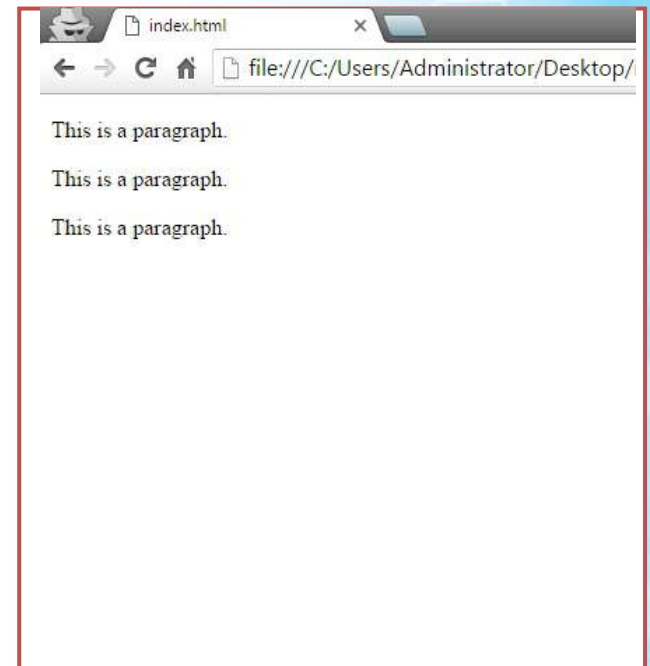 index.html
file:///C:/Users/Administrator/Desktop/
This is a paragraph.
This is a paragraph.
This is a paragraph.